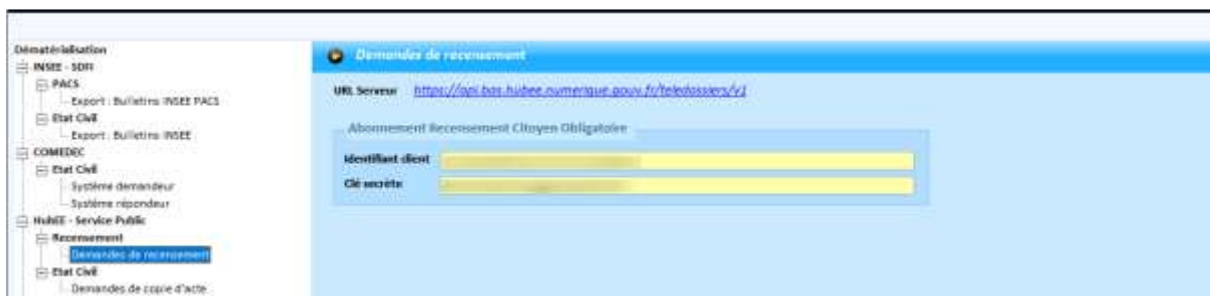 Dématérialisation
INSEE - SDFI
PACS
Export : Bulletins INSEE PACS
Etat Civil
Export : Bulletins INSEE
COMEDEC
Etat Civil
Système demandeur
Système répondeur
HubEE - Service Public
Recensement
Demandes de recensement
Etat Civil
Demandes de copie d'acte
Demandes de recensement
URL Serveur https://api.bas.hubee.numerique.gouv.fr/teledossiers/v1
Abonnement Recensement Citoyen Obligatoire
Identifiant client
Clé secrète